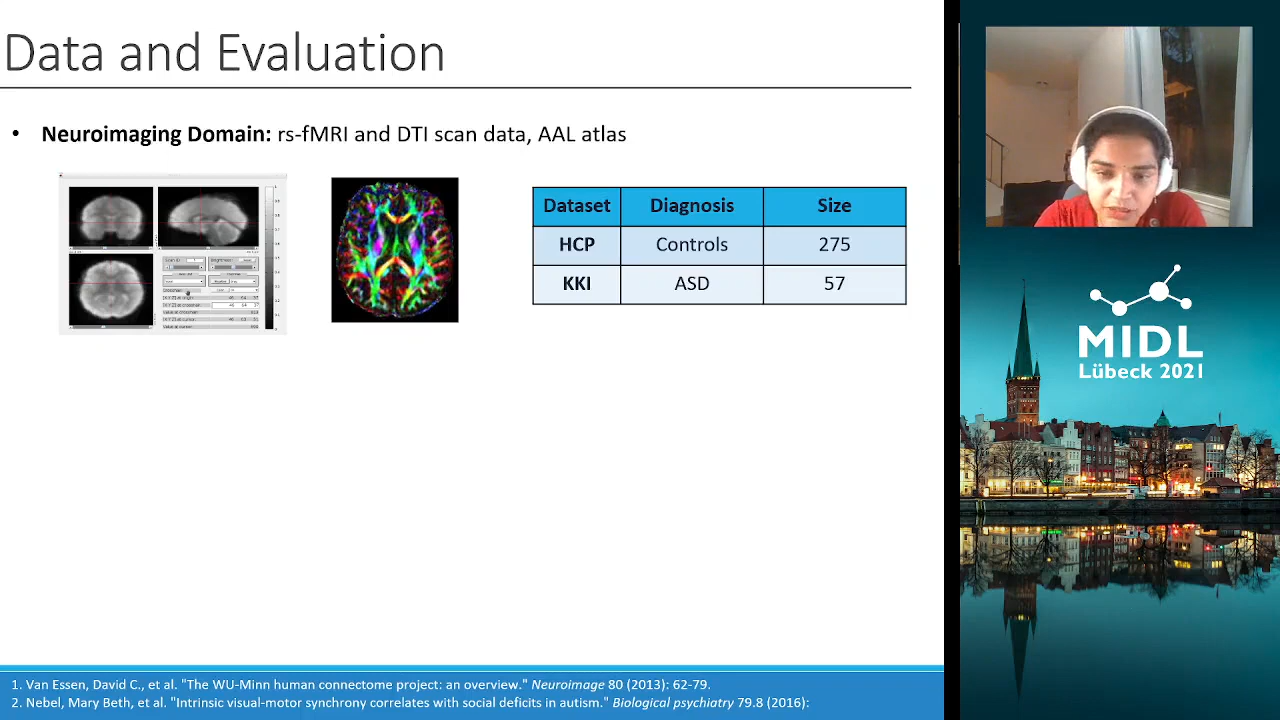 Data and Evaluation
• Neuroimaging Domain: rs-fMRI and DTI scan data, AAL atlas
Dataset Diagnosis Size
HCP Controls 275
KKI ASD 57
MIDL
Lübeck 2021
1. Van Essen, David C., et al. "The WU-Minn human connectome project: an overview." Neuroimage 80 (2013): 62-79.
2. Nebel, Mary Beth, et al. "Intrinsic visual-motor synchrony correlates with social deficits in autism." Biological psychiatry 79.8 (2016):